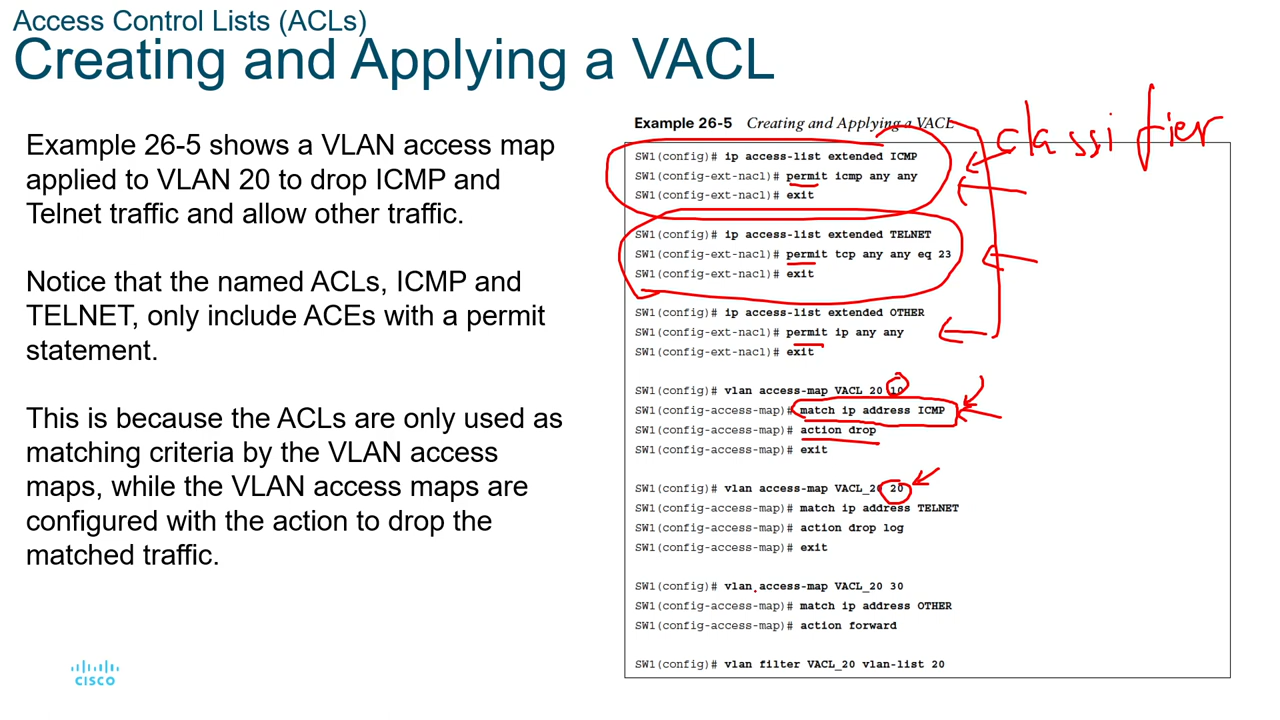 Access Control Lists (ACLs)
Creating and Applying a VACL
Example 26-5 shows a VLAN access map
applied to VLAN 20 to drop ICMP and
Telnet traffic and allow other traffic.
Notice that the named ACLs, ICMP and
TELNET, only include ACEs with a permit
statement.
This is because the ACLs are only used as
matching criteria by the VLAN access
maps, while the VLAN access maps are
configured with the action to drop the
matched traffic.
Example 26-5 Creating and Applying a VACL
classifier
SW1(config)# ip access-list extended ICMP
SW1(config-ext-nacl)# permit icmp any any
SW1(config-ext-nacl)# exit
SW1(config)# ip access-list extended TELNET
SW1(config-ext-nacl)# permit tcp any any eq 23
SW1(config-ext-nacl)# exit
SW1(config)# ip access-list extended OTHER
SW1(config-ext-nacl)# permit ip any any
SW1(config-ext-nacl)# exit
SW1(config)# vlan access-map VACL 20 10
SW1(config-access-map)# match ip address ICMP
SW1(config-access-map)# action drop
SW1(config-access-map)# exit
SW1(config)# vlan access-map VACL_20 20
SW1(config-access-map)# match ip address TELNET
SW1(config-access-map)# action drop log
SW1(config-access-map)# exit
SW1(config)# vlan access-map VACL_20 30
SW1(config-access-map)# match ip address OTHER
SW1(config-access-map)# action forward
SW1(config)# vlan filter VACL_20 vlan-list 20
CISCO